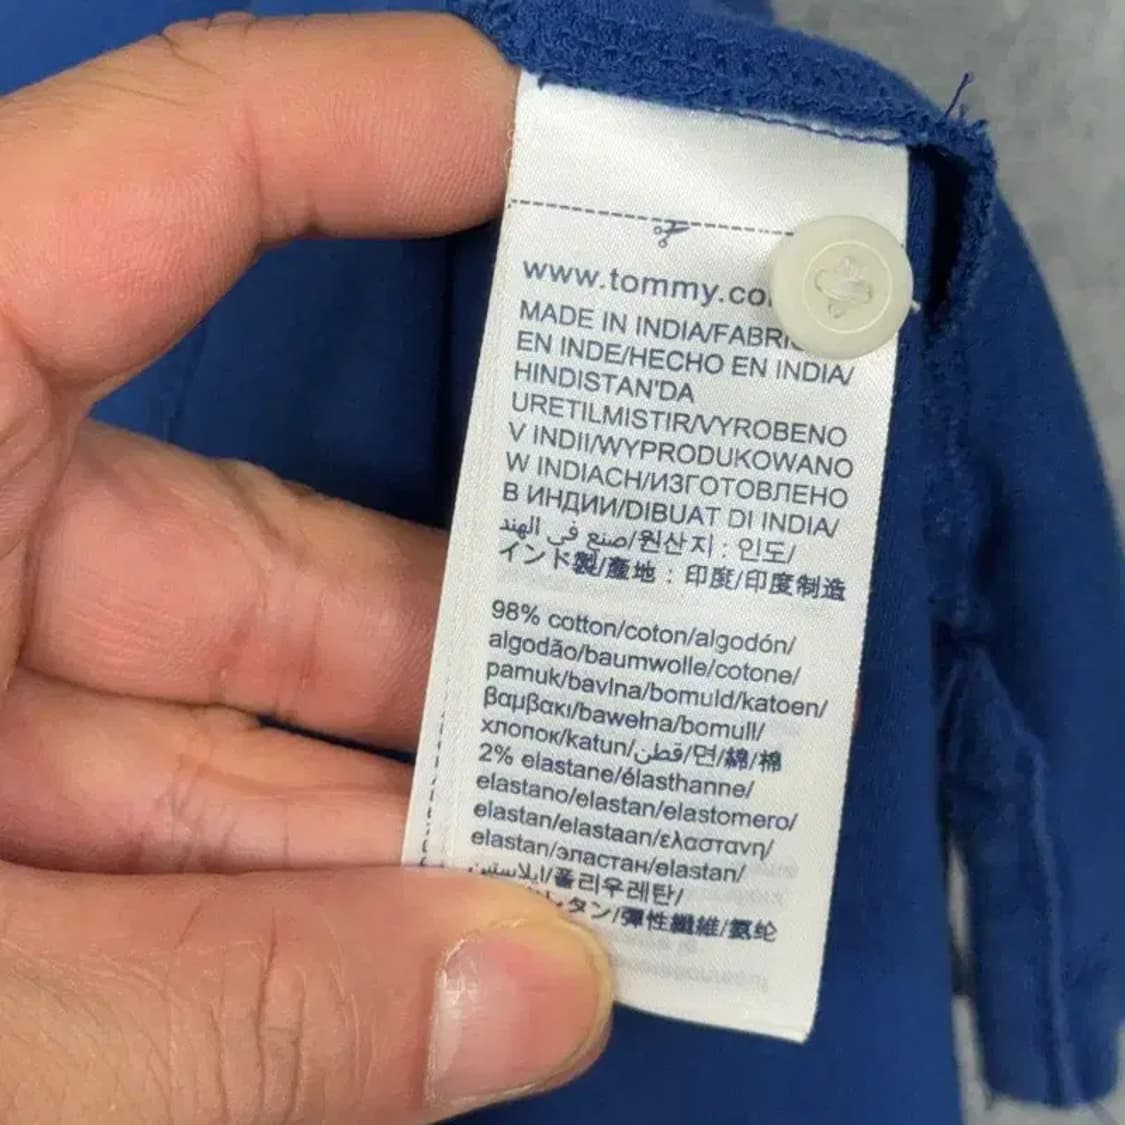 www.tommy.co
MADE IN INDIA/FABRI
EN INDE/HECHO EN INDIA/
HINDISTAN'DA
URETILMISTIR/VYROBENO
V INDII/WYPRODUKOWANO
W INDIACH/ИЗГОТОВЛЕНО
В ИНДИИ/DIBUAT DI INDIA/
صنع في الهند/원산지 : 인도/
インド製/產地 : 印度/印度制造
98% cotton/coton/algodón/
algodão/baumwolle/cotone/
pamuk/bavlna/bomuld/katoen/
βαμβακι/bawełna/bomull/
хлопок/katun/قطن/면/綿/棉
2% elastane/élasthanne/
elastano/elastan/elastomero/
elastan/elastaan/ελαστανη/
elastan/эластан/elastan/
إيلاستين/폴리우레탄/
レタン/彈性纖維/氨纶